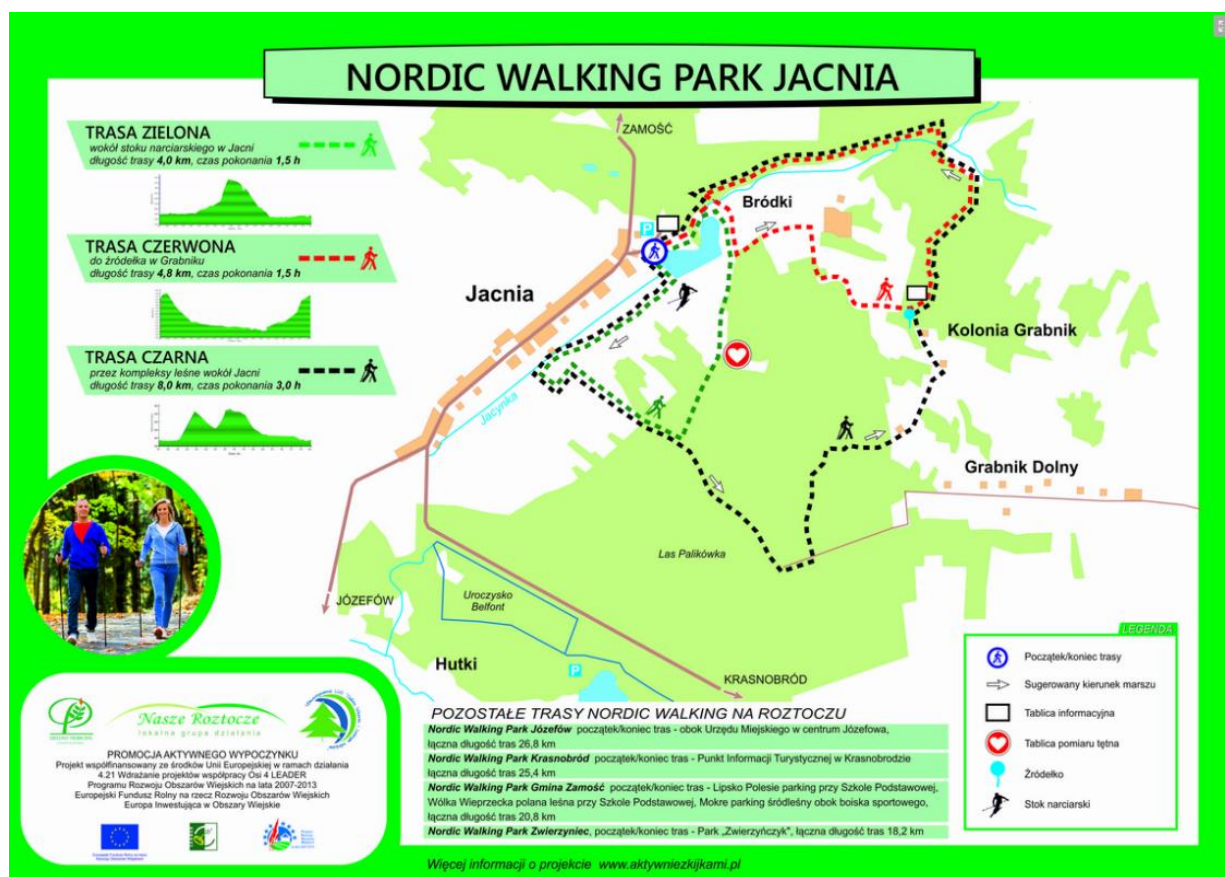 NORDIC WALKING PARK JACNIA
TRASA ZIELONA
wokół stoku narciarskiego w Jacni
długość trasy 4,0 km, czas pokonania 1,5 h
TRASA CZERWONA
do źródełka w Grabniku
długość trasy 4,8 km, czas pokonania 1,5 h
TRASA CZARNA
przez kompleksy leśne wokół Jacni
długość trasy 8,0 km, czas pokonania 3,0 h
ZAMOŚĆ
Bródki
P
Jacnia
Kolonia Grabnik
Jacynka
Grabnik Dolny
Las Palikówka
JÓZEFÓW
Uroczysko
Belfont
Hutki
P
KRASNOBRÓD
LEGENDA
Początek/koniec trasy
Sugerowany kierunek marszu
Tablica informacyjna
Tablica pomiaru tętna
Źródełko
Stok narciarski
POZOSTAŁE TRASY NORDIC WALKING NA ROZTOCZU
Nordic Walking Park Józefów początek/koniec tras - obok Urzędu Miejskiego w centrum Józefowa,
łączna długość tras 26,8 km
Nordic Walking Park Krasnobród początek/koniec tras - Punkt Informacji Turystycznej w Krasnobrodzie
łączna długość tras 25,4 km
Nordic Walking Park Gmina Zamość początek/koniec tras - Lipsko Polesie parking przy Szkole Podstawowej,
Wólka Wieprzecka polana leśna przy Szkole Podstawowej, Mokre parking śródleśny obok boiska sportowego,
łączna długość tras 20,8 km
Nordic Walking Park Zwierzyniec, początek/koniec tras - Park „Zwierzyńczyk", łączna długość tras 18,2 km
Więcej informacji o projekcie www.aktywniezkijkami.pl
Nasze Roztocze
lokalna grupa działania
PROMOCJA AKTYWNEGO WYPOCZYNKU
Projekt współfinansowany ze środków Unii Europejskiej w ramach działania
4.21 Wdrażanie projektów współpracy Osi 4 LEADER
Programu Rozwoju Obszarów Wiejskich na lata 2007-2013
Europejski Fundusz Rolny na rzecz Rozwoju Obszarów Wiejskich
Europa Inwestująca w Obszary Wiejskie